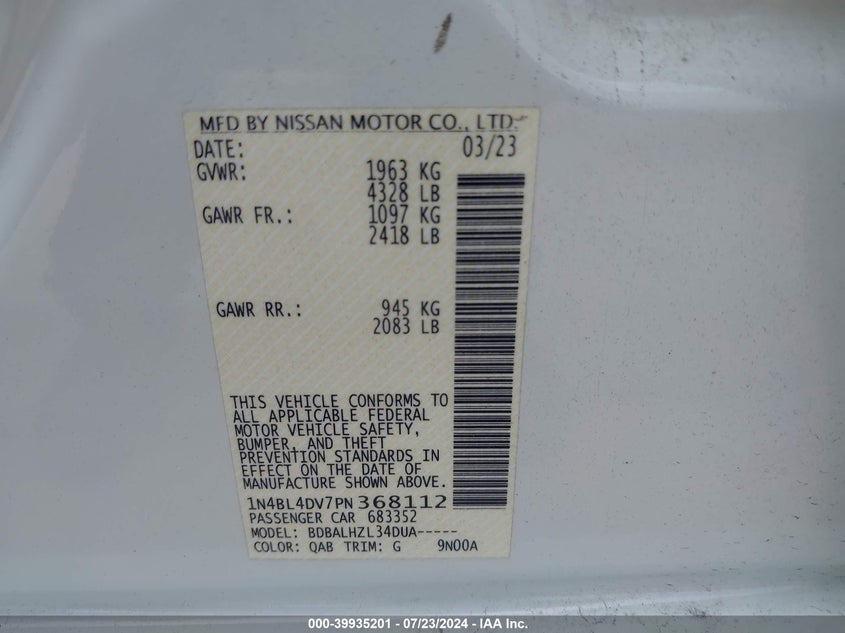 MFD BY NISSAN MOTOR CO., LTD.
DATE: 03/23
GVWR: 1963 KG
4328 LB
GAWR FR.: 1097 KG
2418 LB
GAWR RR.: 945 KG
2083 LB
THIS VEHICLE CONFORMS TO
ALL APPLICABLE FEDERAL
MOTOR VEHICLE SAFETY,
BUMPER, AND THEFT
PREVENTION STANDARDS IN
EFFECT ON THE DATE OF
MANUFACTURE SHOWN ABOVE.
1N4BL4DV7PN368112
PASSENGER CAR 683352
MODEL: BDBALHZL34DUA-----
COLOR: QAB TRIM: G 9N00A
000-39935201 - 07/23/2024 - IAA Inc.